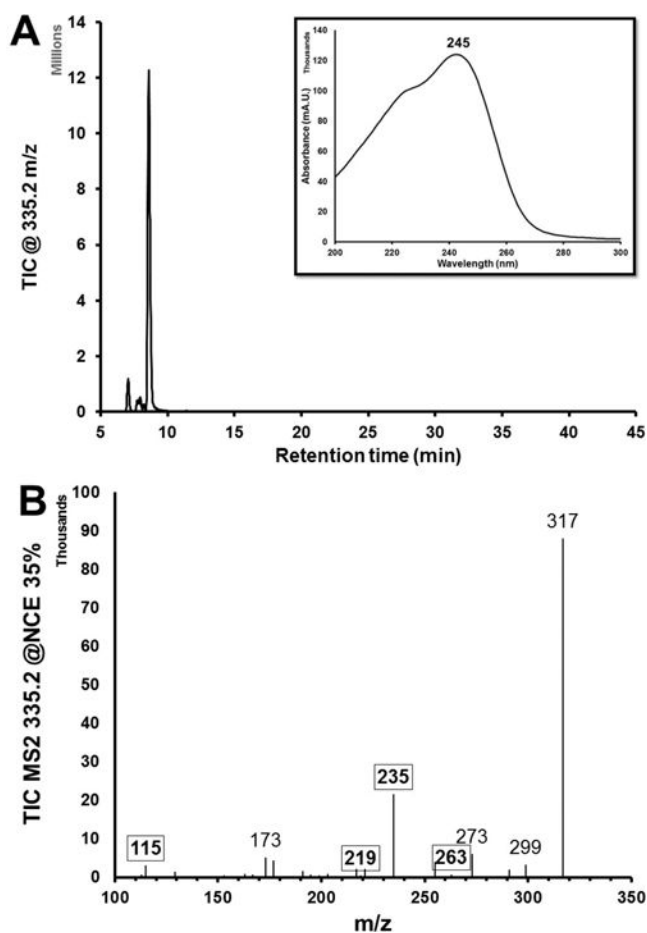 A
Millions
TIC @ 335.2 m/z
14
12
10
8
6
4
2
0
5 10 15 20 25 30 35 40 45
Retention time (min)
Thousands
Absorbance (mA.U.)
140
120
100
80
60
40
20
0
245
200 220 240 260 280 300
Wavelength (nm)
B
Thousands
TIC MS2 335.2 @NCE 35%
100
90
80
70
60
50
40
30
20
10
0
317
235
115 173 219 263 273 299
100 150 200 250 300 350
m/z